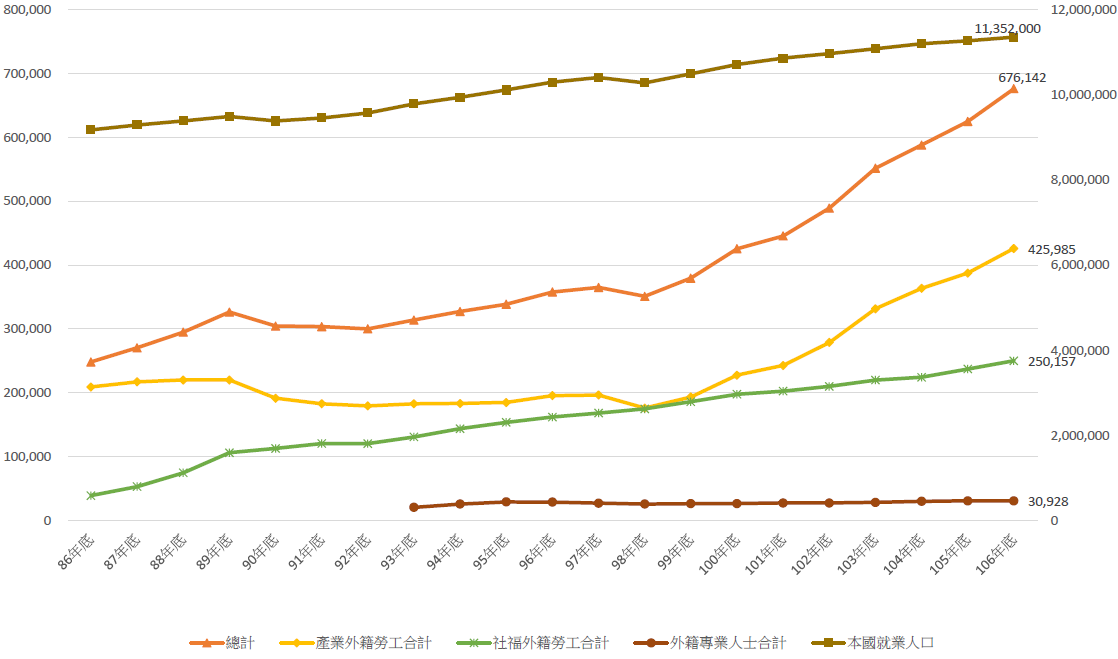 800,000
700,000
600,000
500,000
400,000
300,000
200,000
100,000
0
12,000,000
10,000,000
8,000,000
6,000,000
4,000,000
2,000,000
0
11,352,000
676,142
425,985
250,157
30,928
86年底
87年底
88年底
89年底
90年底
91年底
92年底
93年底
94年底
95年底
96年底
97年底
98年底
99年底
100年底
101年底
102年底
103年底
104年底
105年底
106年底
總計 產業外籍勞工合計 社福外籍勞工合計 外籍專業人士合計 本國就業人口